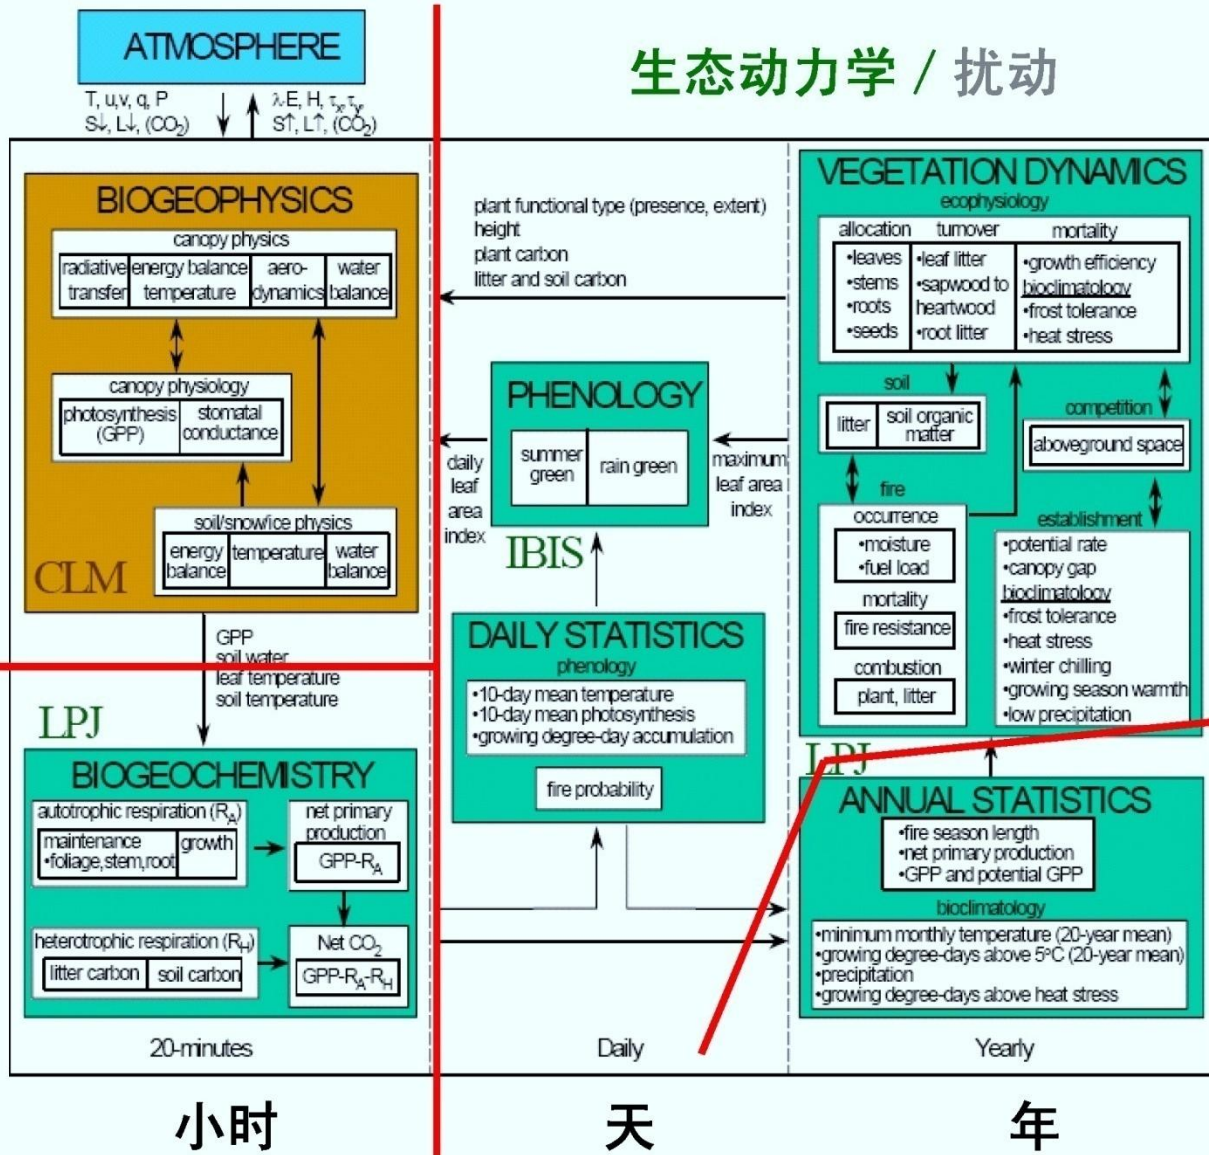 ATMOSPHERE
T, u,v, q, P
S↓, L↓, (CO₂)
λ·E, H, τₓ,τᵧ
S↑, L↑, (CO₂)
生态动力学 / 扰动
BIOGEOPHYSICS
canopy physics
radiative transfer
energy balance temperature
aero-dynamics
water balance
canopy physiology
photosynthesis (GPP)
stomatal conductance
soil/snow/ice physics
energy balance
temperature
water balance
CLM
GPP
soil water
leaf temperature
soil temperature
LPJ
BIOGEOCHEMISTRY
autotrophic respiration (R_A)
maintenance
•foliage,stem,root
growth
net primary production
GPP-R_A
heterotrophic respiration (R_H)
litter carbon
soil carbon
Net CO₂
GPP-R_A-R_H
20-minutes
小时
plant functional type (presence, extent)
height
plant carbon
litter and soil carbon
PHENOLOGY
summer green
rain green
daily leaf area index
maximum leaf area index
IBIS
DAILY STATISTICS
phenology
•10-day mean temperature
•10-day mean photosynthesis
•growing degree-day accumulation
fire probability
Daily
天
VEGETATION DYNAMICS
ecophysiology
allocation
•leaves
•stems
•roots
•seeds
turnover
•leaf litter
•sapwood to heartwood
•root litter
mortality
•growth efficiency
bioclimatology
•frost tolerance
•heat stress
soil
litter
soil organic matter
competition
aboveground space
fire
occurrence
•moisture
•fuel load
mortality
fire resistance
combustion
plant, litter
establishment
•potential rate
•canopy gap
bioclimatology
•frost tolerance
•heat stress
•winter chilling
•growing season warmth
•low precipitation
LPJ
ANNUAL STATISTICS
•fire season length
•net primary production
•GPP and potential GPP
bioclimatology
•minimum monthly temperature (20-year mean)
•growing degree-days above 5°C (20-year mean)
•precipitation
•growing degree-days above heat stress
Yearly
年